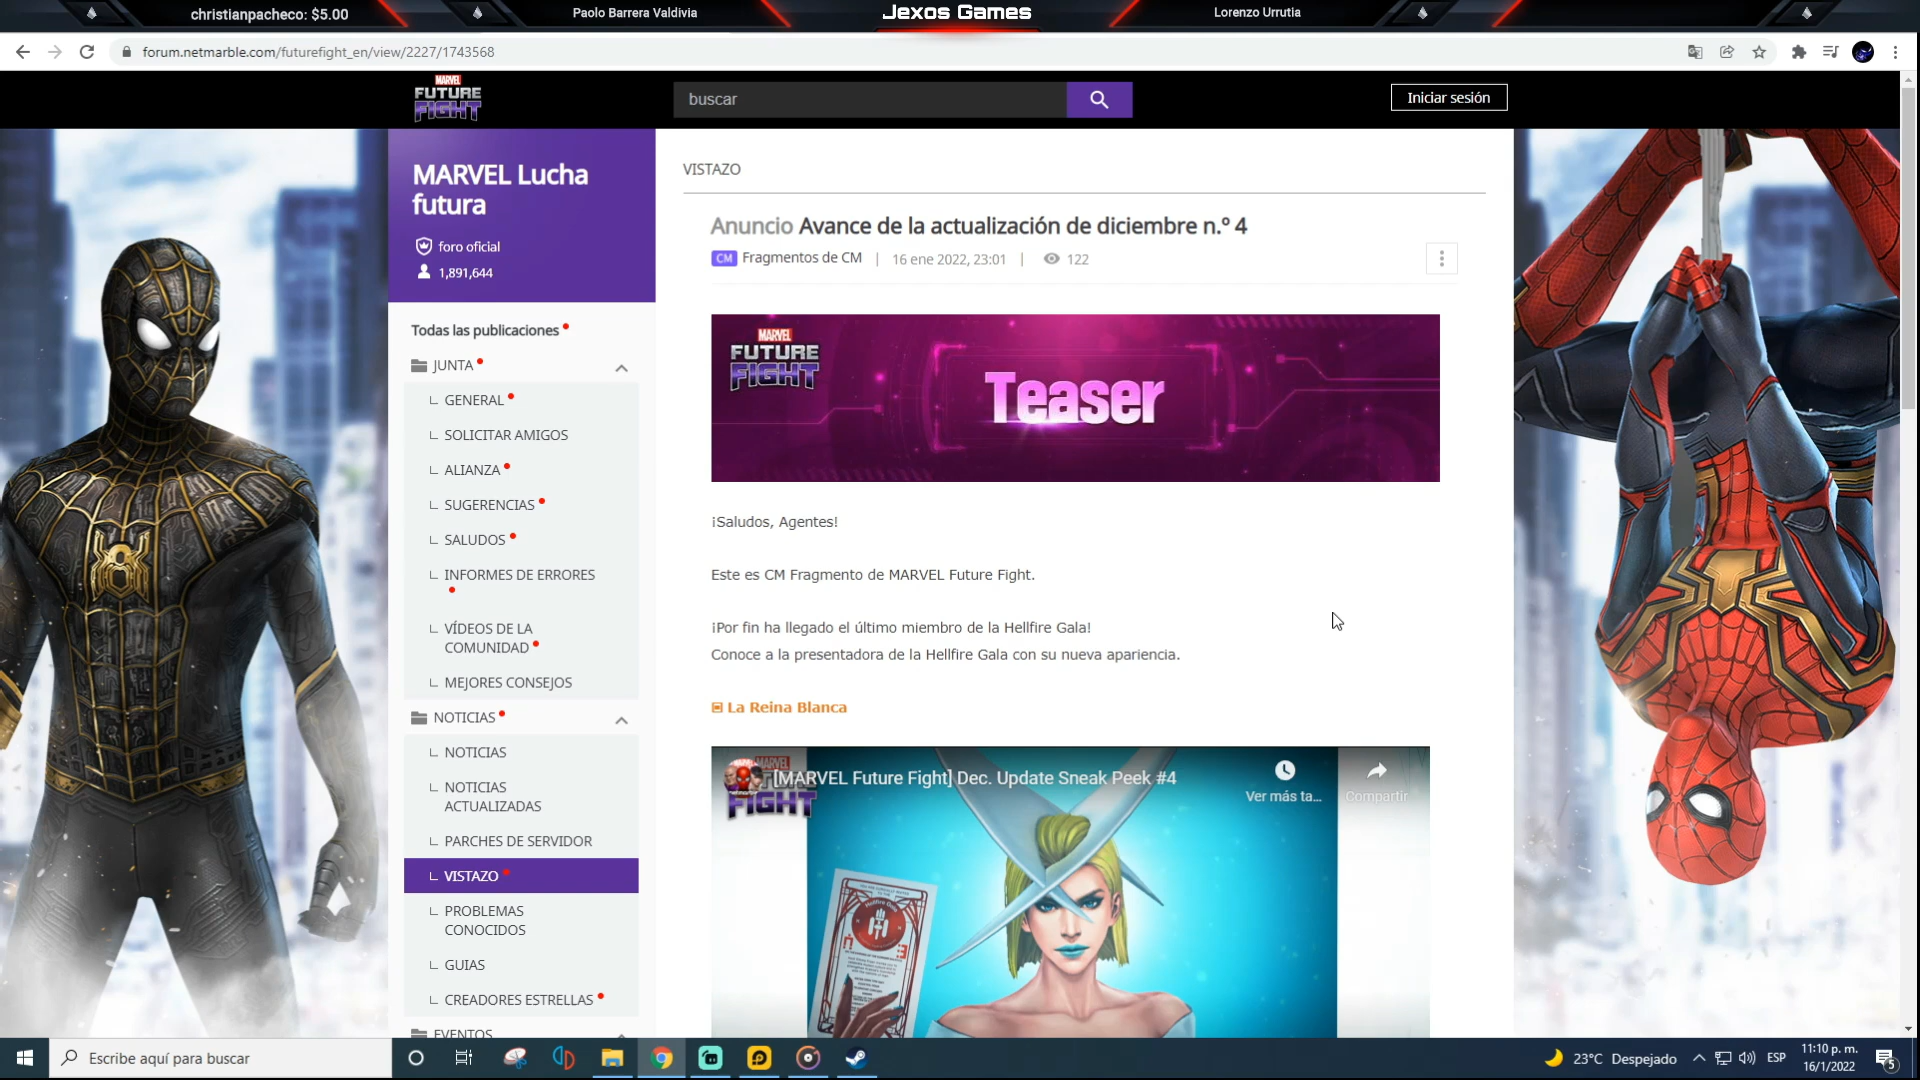 christianpacheco: $5.00
Paolo Barrera Valdivia
Jexos Games
Lorenzo Urrutia
forum.netmarble.com/futurefight_en/view/2227/1743568
MARVEL
FUTURE
FIGHT
buscar
Iniciar sesión
MARVEL Lucha
futura
foro oficial
1,891,644
Todas las publicaciones
JUNTA
GENERAL
SOLICITAR AMIGOS
ALIANZA
SUGERENCIAS
SALUDOS
INFORMES DE ERRORES
VÍDEOS DE LA
COMUNIDAD
MEJORES CONSEJOS
NOTICIAS
NOTICIAS
NOTICIAS
ACTUALIZADAS
PARCHES DE SERVIDOR
VISTAZO
PROBLEMAS
CONOCIDOS
GUIAS
CREADORES ESTRELLAS
EVENTOS
VISTAZO
Anuncio Avance de la actualización de diciembre n.º 4
CM Fragmentos de CM | 16 ene 2022, 23:01 | 122
MARVEL
FUTURE
FIGHT
Teaser
¡Saludos, Agentes!
Este es CM Fragmento de MARVEL Future Fight.
¡Por fin ha llegado el último miembro de la Hellfire Gala!
Conoce a la presentadora de la Hellfire Gala con su nueva apariencia.
La Reina Blanca
[MARVEL Future Fight] Dec. Update Sneak Peek #4
FIGHT
Ver más ta...
Compartir
Hellfire Gala
Escribe aquí para buscar
23°C Despejado
ESP
11:10 p. m.
16/1/2022
5